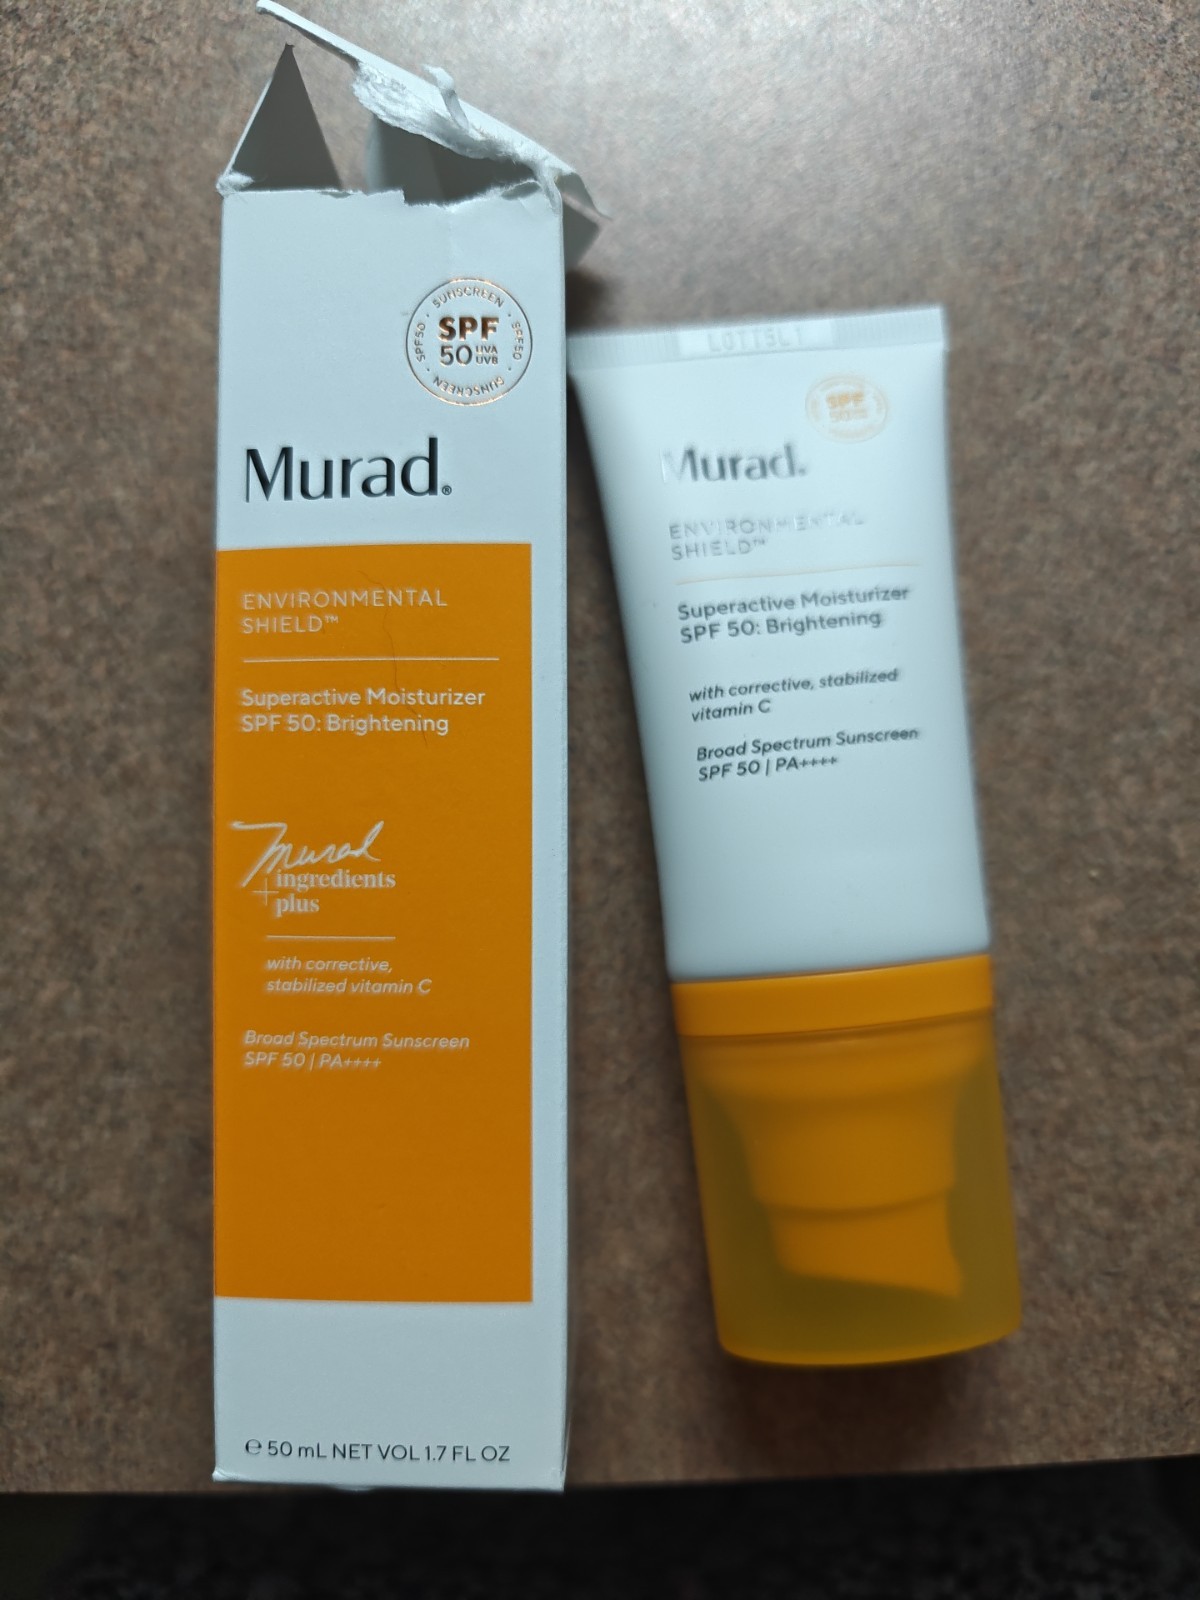 SUNSCREEN
SPF50
SPF
50 UVA UVB
SPF50
SUNSCREEN
Murad.®
ENVIRONMENTAL
SHIELD™
Superactive Moisturizer
SPF 50: Brightening
Murad
+ingredients
plus
with corrective,
stabilized vitamin C
Broad Spectrum Sunscreen
SPF 50 | PA++++
℮ 50 mL NET VOL 1.7 FL OZ
SPF
Murad.
ENVIRONMENTAL
SHIELD™
Superactive Moisturizer
SPF 50: Brightening
with corrective, stabilized
vitamin C
Broad Spectrum Sunscreen
SPF 50 | PA++++